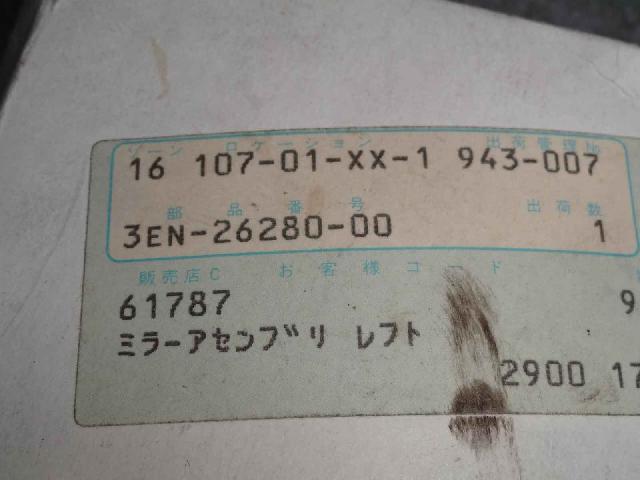 ゾーン ロケーション 出荷管理No
16 107-01-XX-1 943-007
部品番号 出荷数
3EN-26280-00 1
販売店C お客様コード
61787 9
ミラーアセンブリ レフト
2900 17